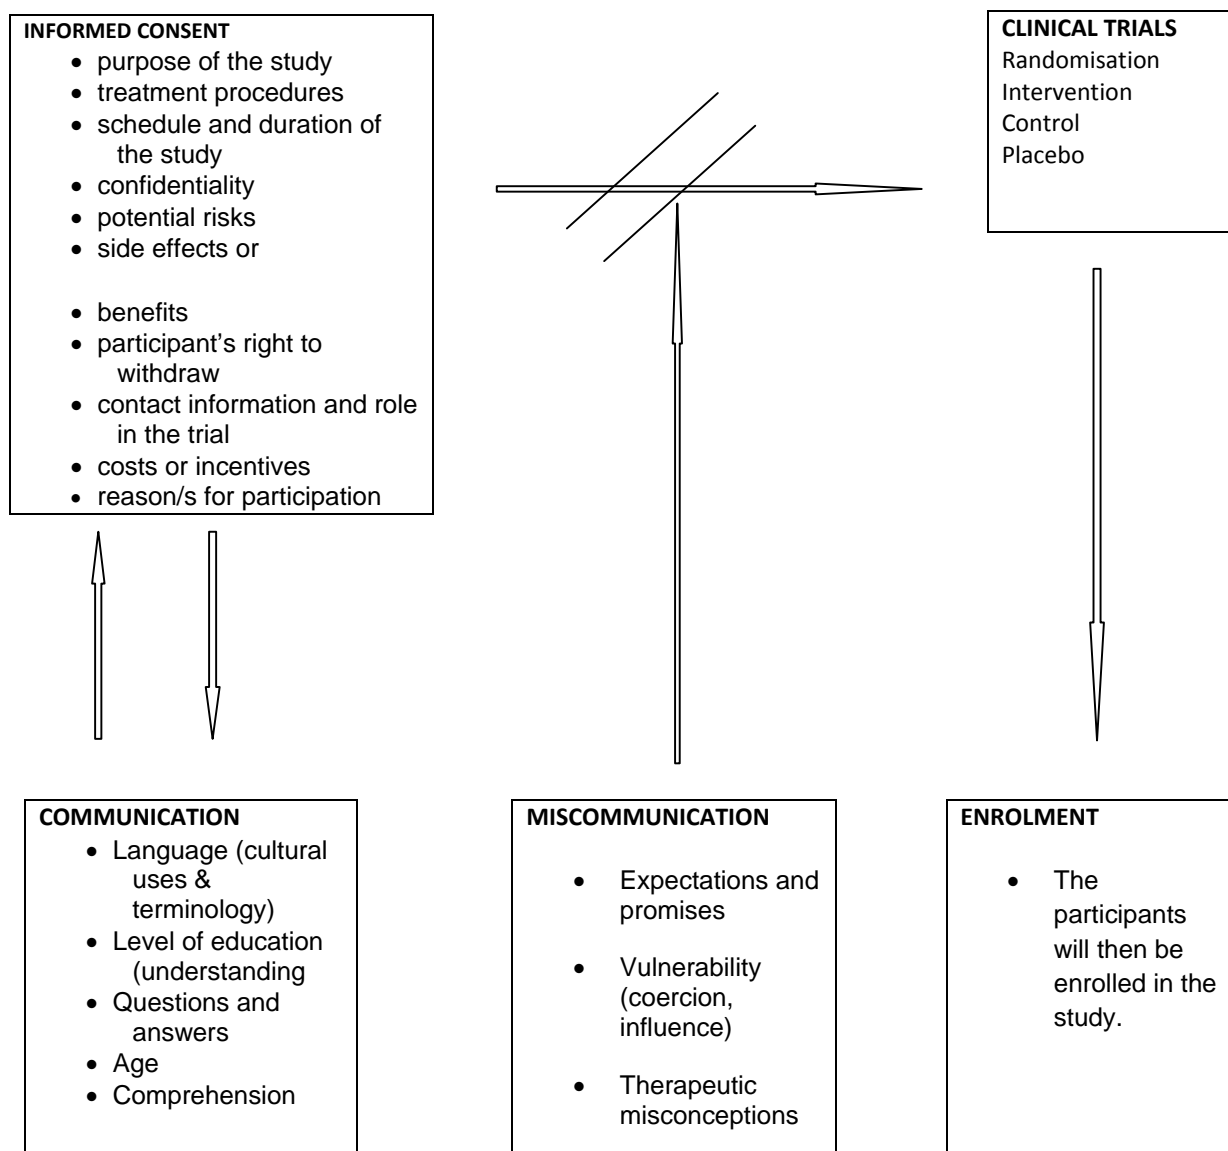 INFORMED CONSENT
• purpose of the study
• treatment procedures
• schedule and duration of
the study
• confidentiality
• potential risks
• side effects or
• benefits
• participant's right to
withdraw
• contact information and role
in the trial
• costs or incentives
• reason/s for participation
CLINICAL TRIALS
Randomisation
Intervention
Control
Placebo
COMMUNICATION
• Language (cultural
uses &
terminology)
• Level of education
(understanding
• Questions and
answers
• Age
• Comprehension
MISCOMMUNICATION
• Expectations and
promises
• Vulnerability
(coercion,
influence)
• Therapeutic
misconceptions
ENROLMENT
• The
participants
will then be
enrolled in the
study.